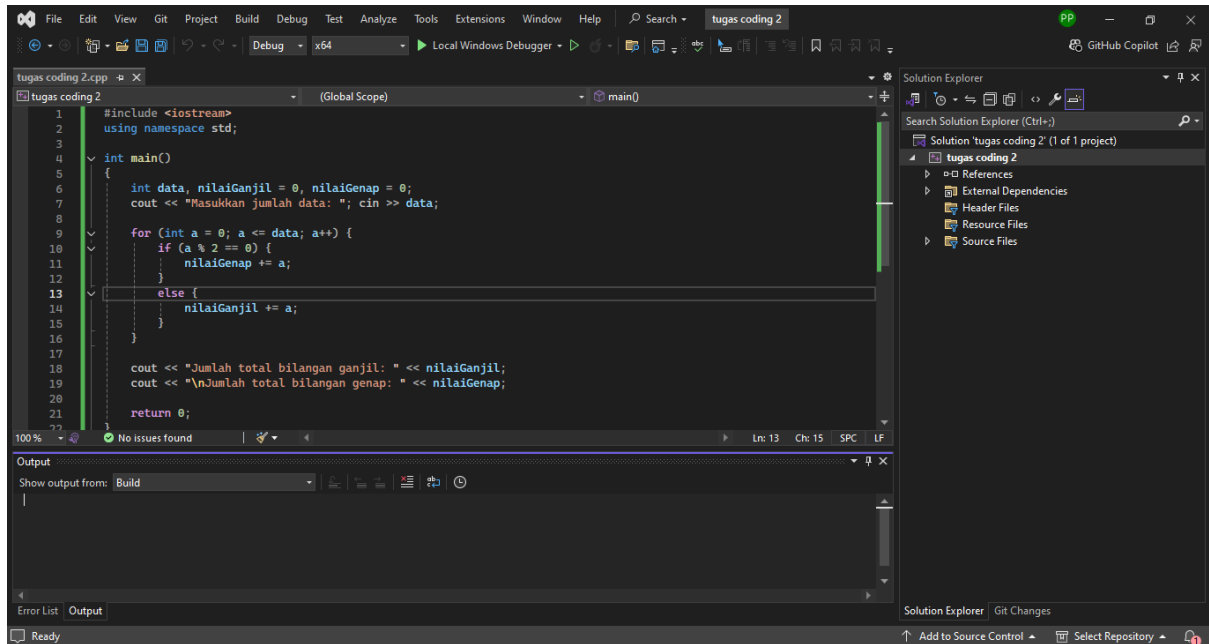 File Edit View Git Project Build Debug Test Analyze Tools Extensions Window Help Search tugas coding 2 PP
Debug x64 Local Windows Debugger GitHub Copilot
tugas coding 2.cpp
tugas coding 2 (Global Scope) main()
1 #include <iostream>
2 using namespace std;
3
4 int main()
5 {
6 int data, nilaiGanjil = 0, nilaiGenap = 0;
7 cout << "Masukkan jumlah data: "; cin >> data;
8
9 for (int a = 0; a <= data; a++) {
10 if (a % 2 == 0) {
11 nilaiGenap += a;
12 }
13 else {
14 nilaiGanjil += a;
15 }
16 }
17
18 cout << "Jumlah total bilangan ganjil: " << nilaiGanjil;
19 cout << "\nJumlah total bilangan genap: " << nilaiGenap;
20
21 return 0;
22 }
100 % No issues found Ln: 13 Ch: 15 SPC LF
Output
Show output from: Build
Error List Output
Solution Explorer
Search Solution Explorer (Ctrl+;)
Solution 'tugas coding 2' (1 of 1 project)
tugas coding 2
References
External Dependencies
Header Files
Resource Files
Source Files
Solution Explorer Git Changes
Ready Add to Source Control Select Repository 1